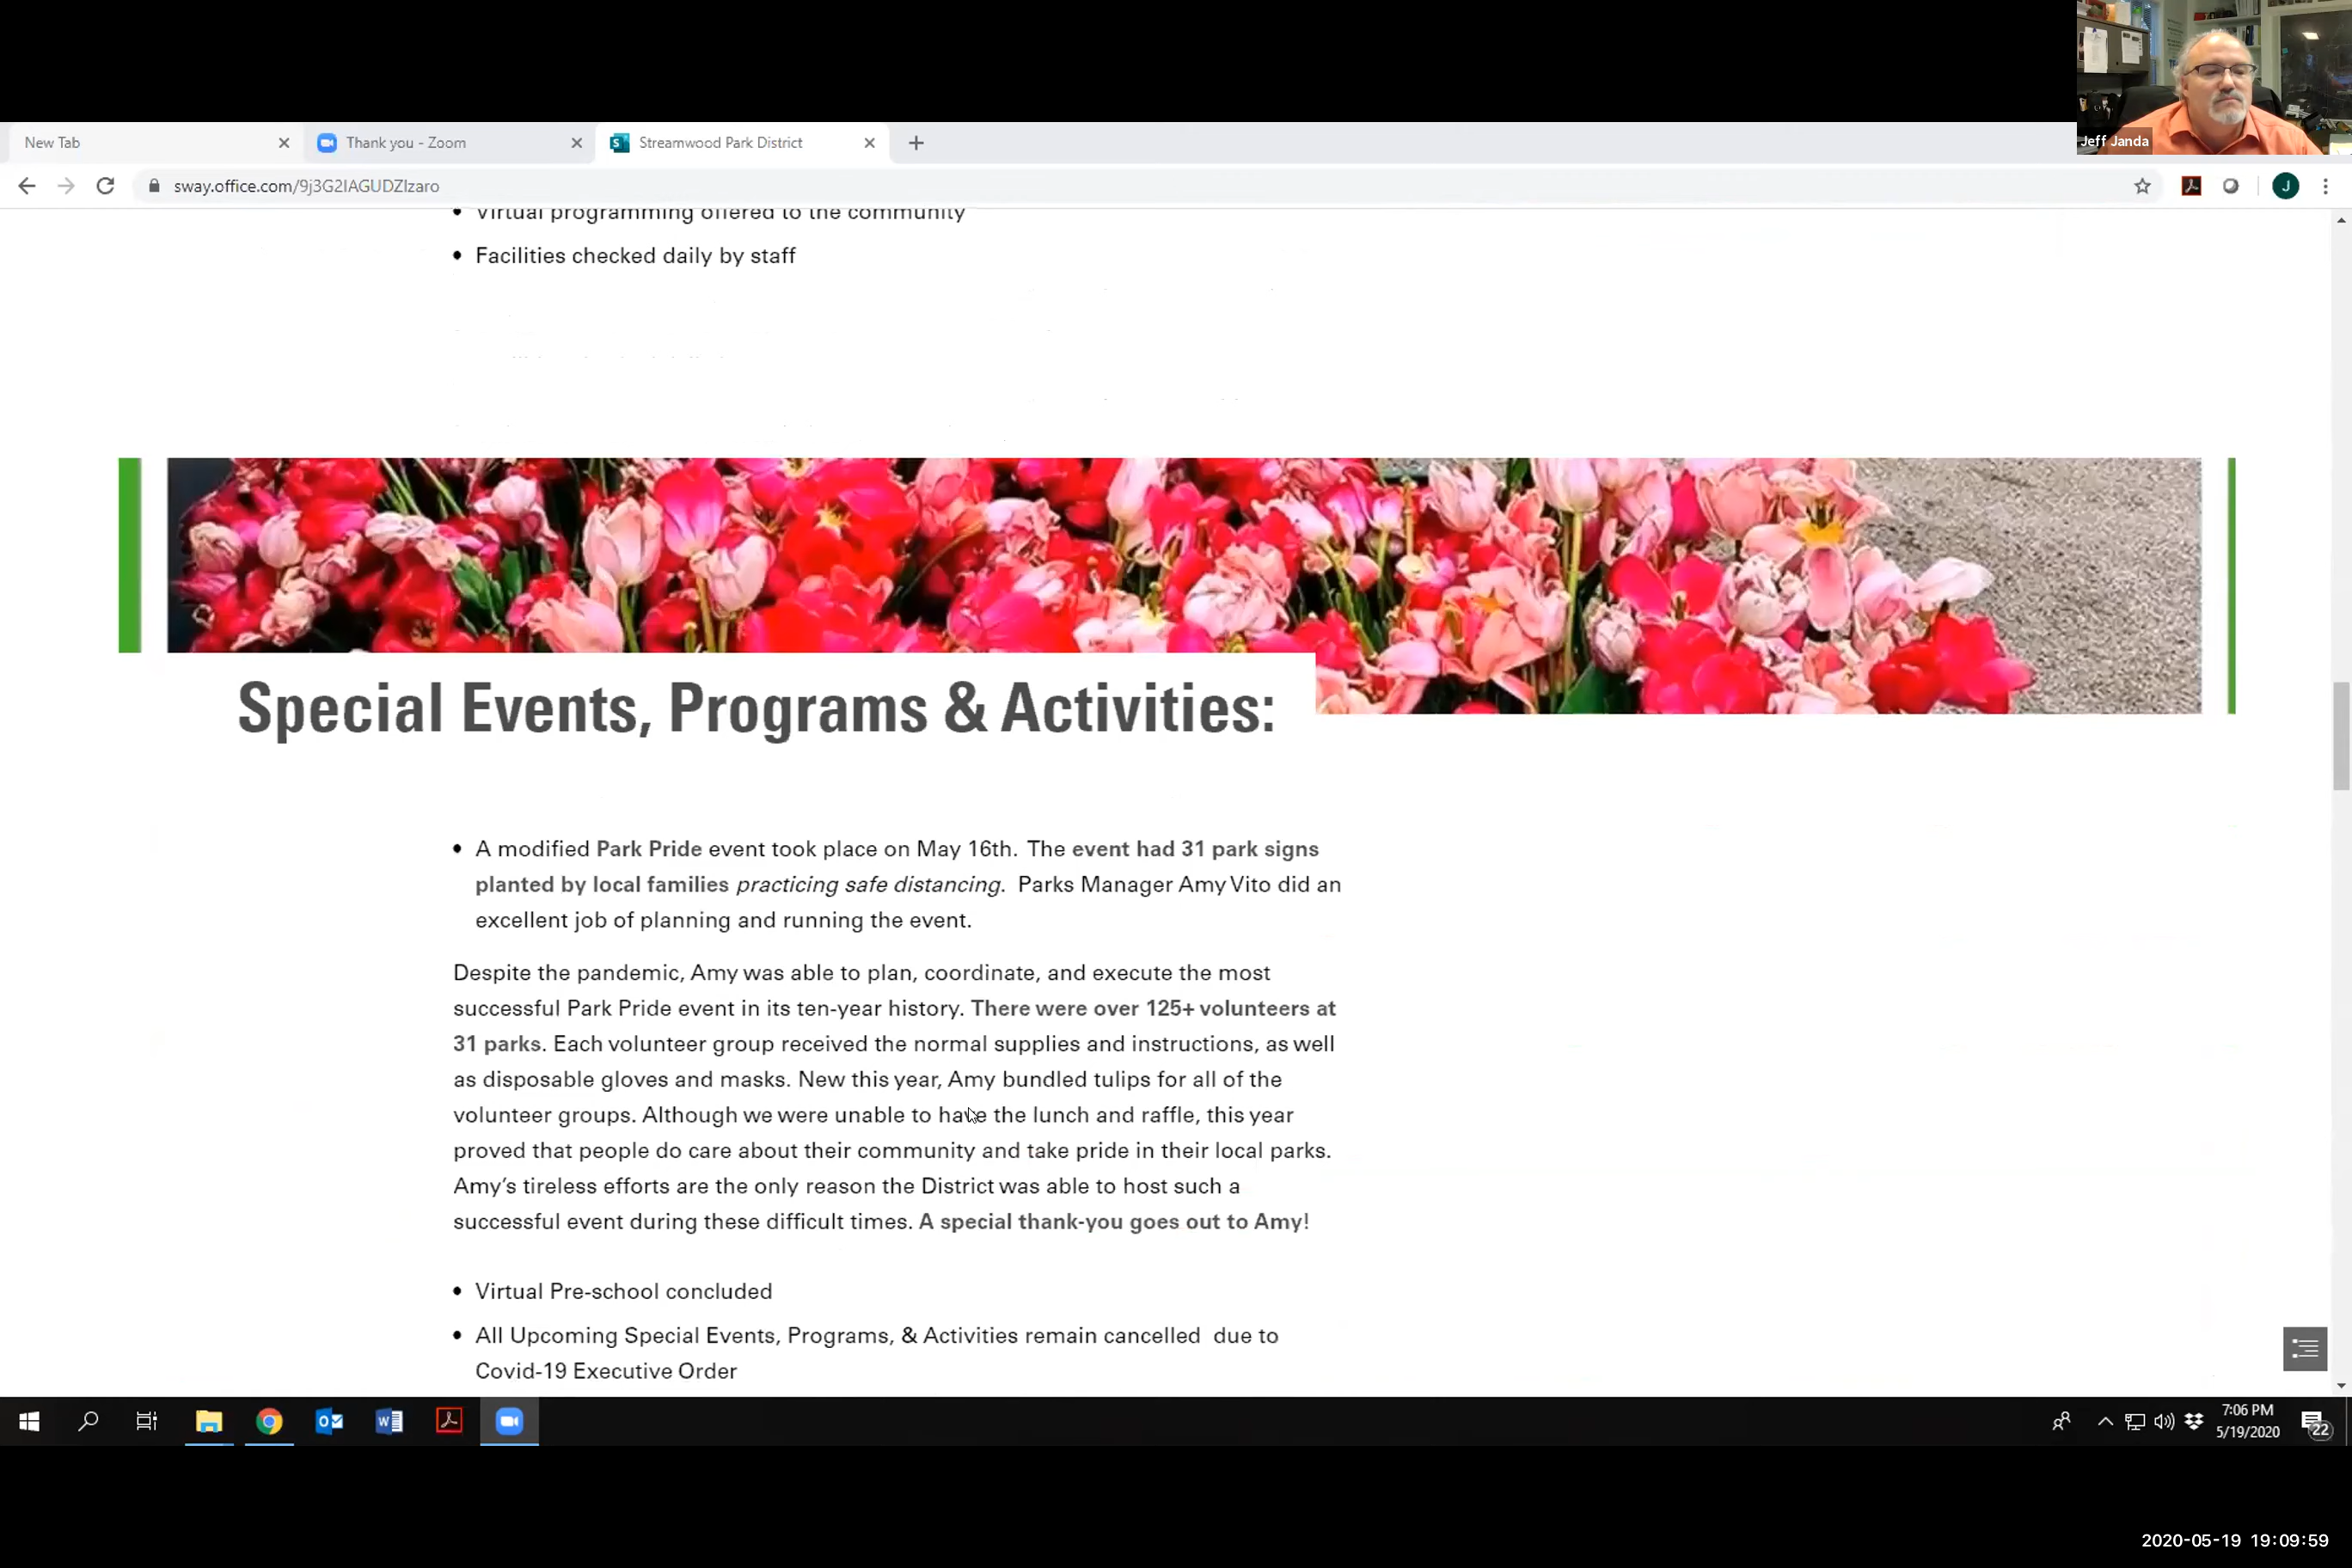 Jeff Janda
New Tab
Thank you - Zoom
Streamwood Park District
sway.office.com/9j3G2IAGUDZIzaro
J
• Virtual programming offered to the community
• Facilities checked daily by staff
Special Events, Programs & Activities:
• A modified Park Pride event took place on May 16th. The event had 31 park signs
planted by local families practicing safe distancing. Parks Manager Amy Vito did an
excellent job of planning and running the event.
Despite the pandemic, Amy was able to plan, coordinate, and execute the most
successful Park Pride event in its ten-year history. There were over 125+ volunteers at
31 parks. Each volunteer group received the normal supplies and instructions, as well
as disposable gloves and masks. New this year, Amy bundled tulips for all of the
volunteer groups. Although we were unable to have the lunch and raffle, this year
proved that people do care about their community and take pride in their local parks.
Amy's tireless efforts are the only reason the District was able to host such a
successful event during these difficult times. A special thank-you goes out to Amy!
• Virtual Pre-school concluded
• All Upcoming Special Events, Programs, & Activities remain cancelled due to
Covid-19 Executive Order
7:06 PM
5/19/2020
22
2020-05-19 19:09:59